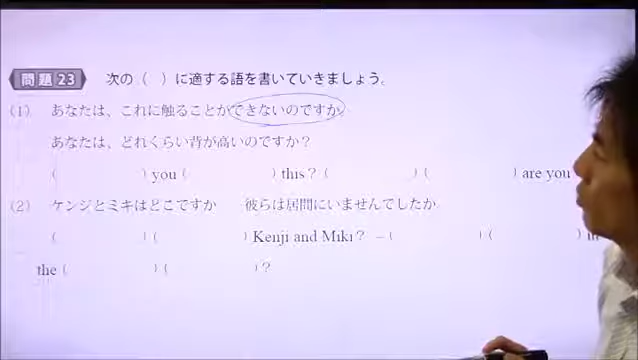 問題23 次の（ ）に適する語を書いていきましょう。
(1) あなたは、これに触ることができないのですか。
あなたは、どれくらい背が高いのですか？
( ) you ( ) this？( )( ) are you
(2) ケンジとミキはどこですか 彼らは居間にいませんでしたか
( )( ) Kenji and Miki？ －( )( ) in
the ( )( )？